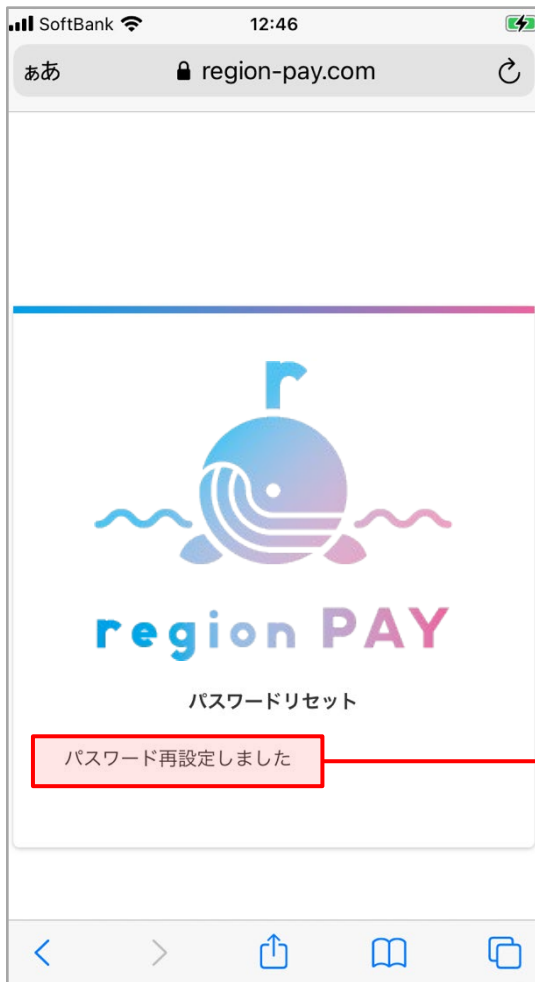 SoftBank 12:46
ぁあ region-pay.com
r
region PAY
パスワードリセット
パスワード再設定しました